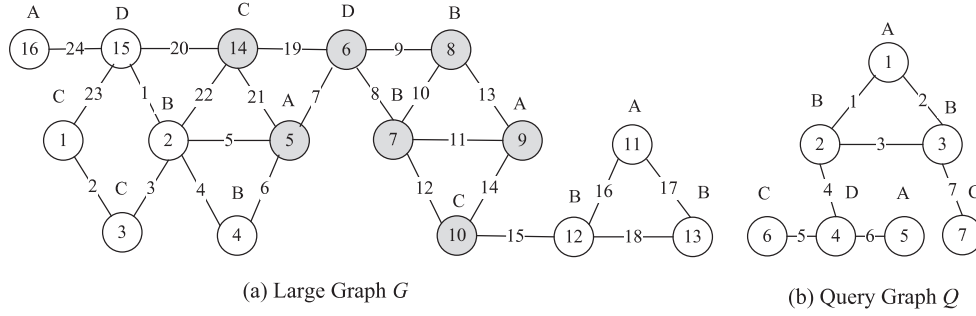 A D C D B
16 24 15 20 14 19 6 9 8
C 23 1 B 22 21 A 7 8 B 10 13 A A
1 2 5 5 7 11 9 11
2 C 3 4 B 6 12 C 14 B 16 17 B
3 4 10 15 12 18 13
(a) Large Graph G
A
1
B 1 2 B
2 3 3
C 4 D A 7
6 5 4 6 5 7
(b) Query Graph Q